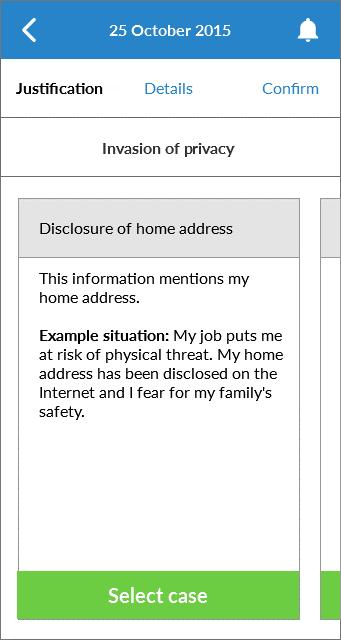 25 October 2015
Justification Details Confirm
Invasion of privacy
Disclosure of home address
This information mentions my
home address.
Example situation: My job puts me
at risk of physical threat. My home
address has been disclosed on the
Internet and I fear for my family's
safety.
Select case